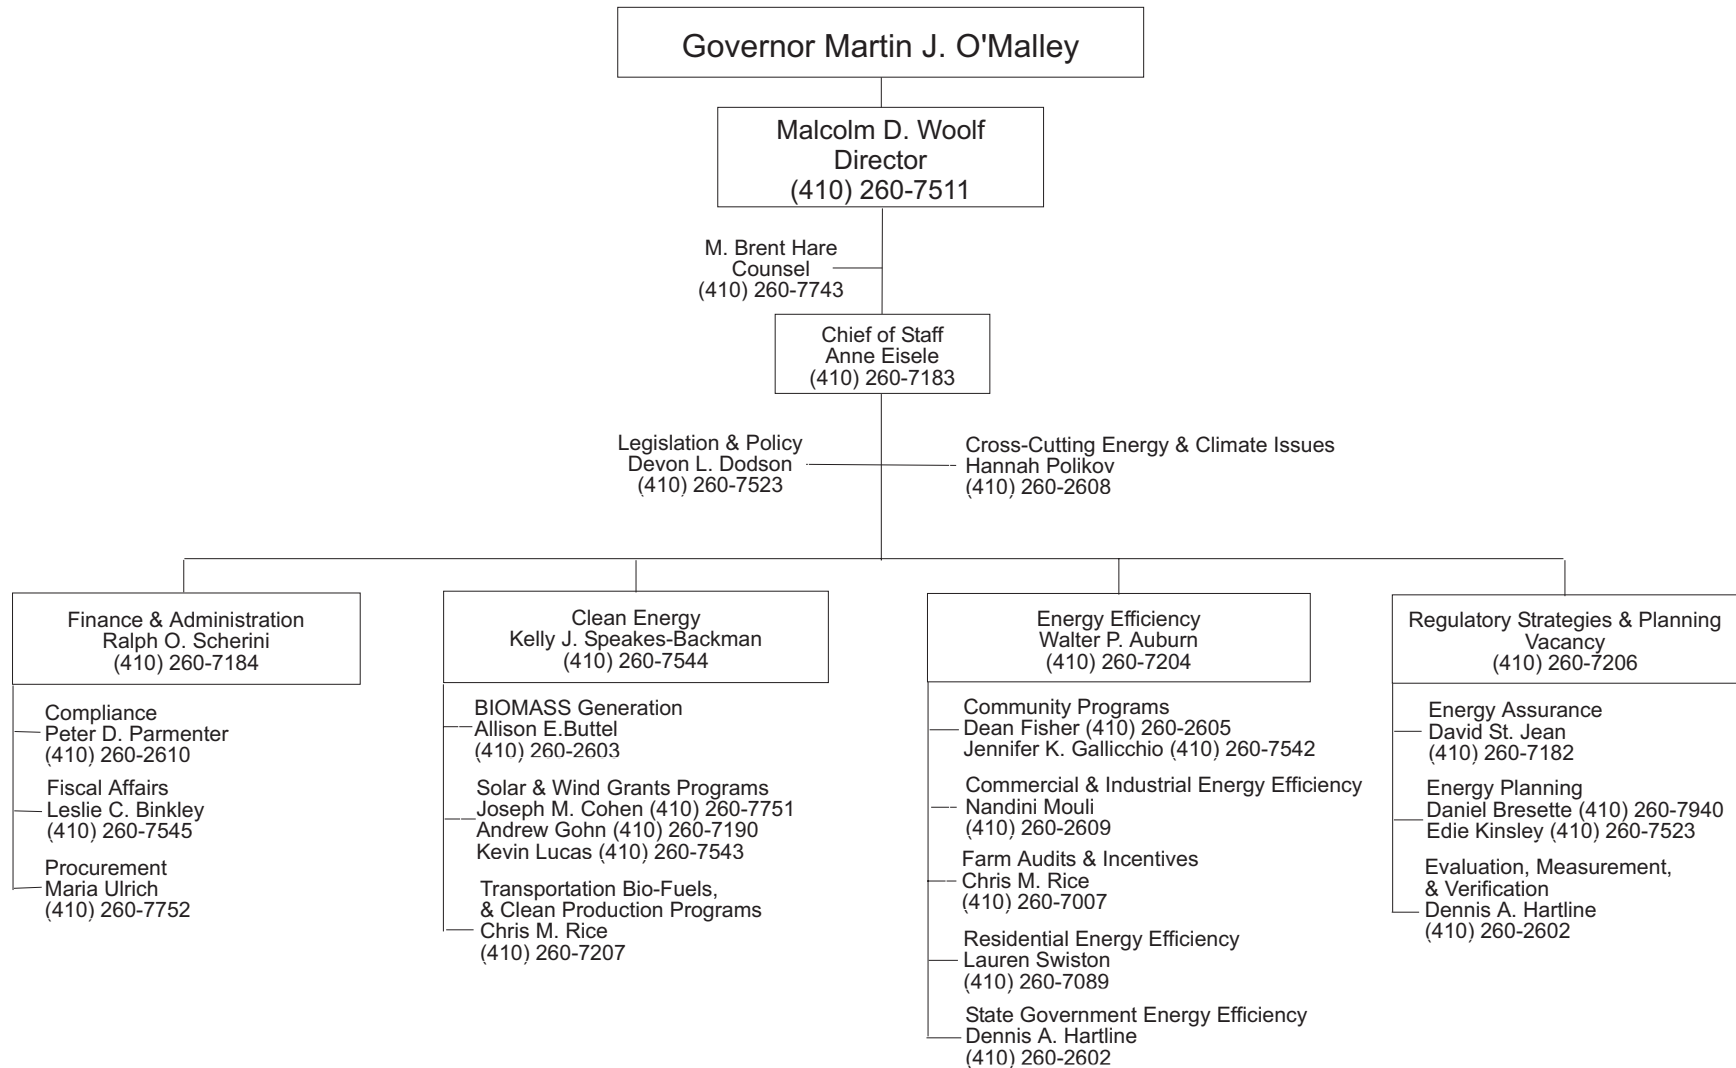 Governor Martin J. O'Malley
Malcolm D. Woolf
Director
(410) 260-7511
M. Brent Hare
Counsel
(410) 260-7743
Chief of Staff
Anne Eisele
(410) 260-7183
Legislation & Policy
Devon L. Dodson
(410) 260-7523
Cross-Cutting Energy & Climate Issues
Hannah Polikov
(410) 260-2608
Finance & Administration
Ralph O. Scherini
(410) 260-7184
Compliance
Peter D. Parmenter
(410) 260-2610
Fiscal Affairs
Leslie C. Binkley
(410) 260-7545
Procurement
Maria Ulrich
(410) 260-7752
Clean Energy
Kelly J. Speakes-Backman
(410) 260-7544
BIOMASS Generation
Allison E.Buttel
(410) 260-2603
Solar & Wind Grants Programs
Joseph M. Cohen (410) 260-7751
Andrew Gohn (410) 260-7190
Kevin Lucas (410) 260-7543
Transportation Bio-Fuels,
& Clean Production Programs
Chris M. Rice
(410) 260-7207
Energy Efficiency
Walter P. Auburn
(410) 260-7204
Community Programs
Dean Fisher (410) 260-2605
Jennifer K. Gallicchio (410) 260-7542
Commercial & Industrial Energy Efficiency
Nandini Mouli
(410) 260-2609
Farm Audits & Incentives
Chris M. Rice
(410) 260-7007
Residential Energy Efficiency
Lauren Swiston
(410) 260-7089
State Government Energy Efficiency
Dennis A. Hartline
(410) 260-2602
Regulatory Strategies & Planning
Vacancy
(410) 260-7206
Energy Assurance
David St. Jean
(410) 260-7182
Energy Planning
Daniel Bresette (410) 260-7940
Edie Kinsley (410) 260-7523
Evaluation, Measurement,
& Verification
Dennis A. Hartline
(410) 260-2602